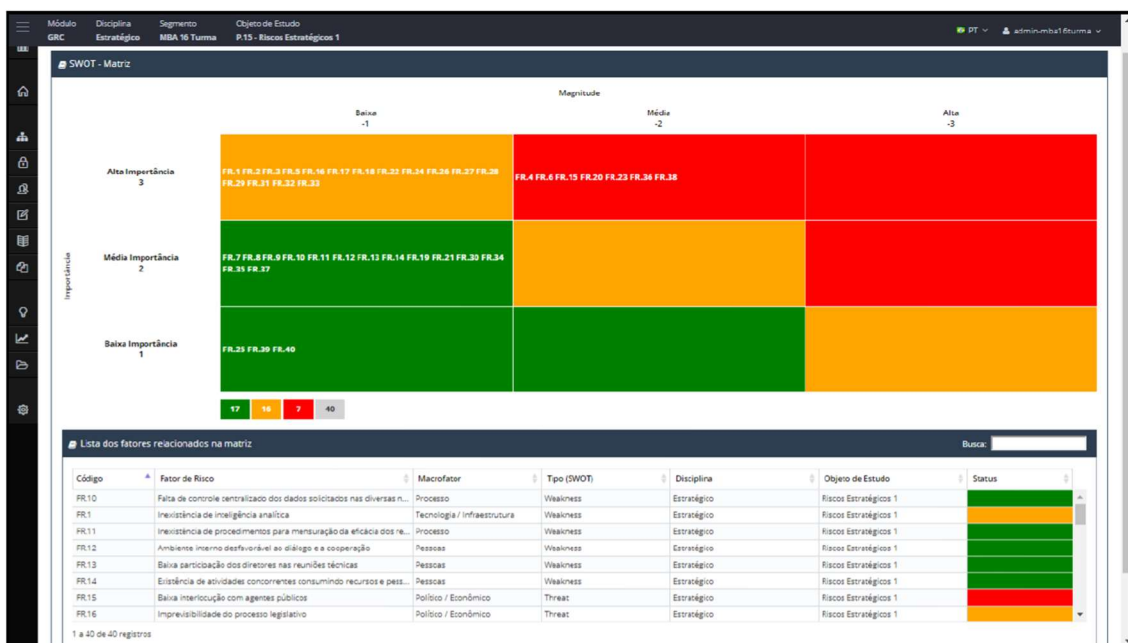 Módulo Disciplina Segmento Objeto de Estudo
GRC Estratégico MBA 16 Turma P.15 - Riscos Estratégicos 1
PT admin-mba16turma
SWOT - Matriz
Magnitude
Baixa Média Alta
-1 -2 -3
Importância
Alta Importância
3
FR.1 FR.2 FR.3 FR.5 FR.16 FR.17 FR.18 FR.22 FR.24 FR.26 FR.27 FR.28
FR.29 FR.31 FR.32 FR.33
FR.4 FR.6 FR.15 FR.20 FR.23 FR.36 FR.38
Média Importância
2
FR.7 FR.8 FR.9 FR.10 FR.11 FR.12 FR.13 FR.14 FR.19 FR.21 FR.30 FR.34
FR.35 FR.37
Baixa Importância
1
FR.25 FR.39 FR.40
17 16 7 40
Lista dos fatores relacionados na matriz Busca:
Código Fator de Risco Macrofator Tipo (SWOT) Disciplina Objeto de Estudo Status
FR.10 Falta de controle centralizado dos dados solicitados nas diversas n... Processo Weakness Estratégico Riscos Estratégicos 1
FR.1 Inexistência de inteligência analítica Tecnologia / Infraestrutura Weakness Estratégico Riscos Estratégicos 1
FR.11 Inexistência de procedimentos para mensuração da eficácia dos re... Processo Weakness Estratégico Riscos Estratégicos 1
FR.12 Ambiente interno desfavorável ao diálogo e a cooperação Pessoas Weakness Estratégico Riscos Estratégicos 1
FR.13 Baixa participação dos diretores nas reuniões técnicas Pessoas Weakness Estratégico Riscos Estratégicos 1
FR.14 Existência de atividades concorrentes consumindo recursos e pess... Pessoas Weakness Estratégico Riscos Estratégicos 1
FR.15 Baixa interlocução com agentes públicos Político / Econômico Threat Estratégico Riscos Estratégicos 1
FR.16 Imprevisibilidade do processo legislativo Político / Econômico Threat Estratégico Riscos Estratégicos 1
1 a 40 de 40 registros